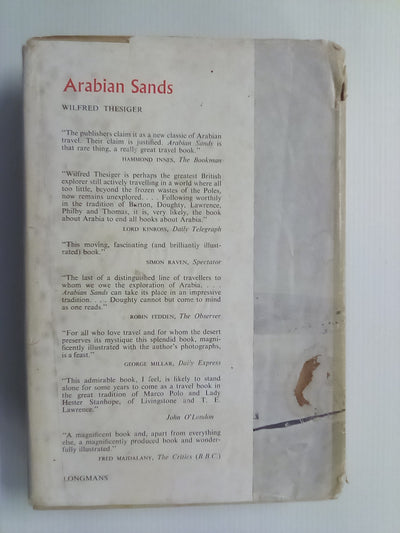 Arabian Sands
WILFRED THESIGER
"The publishers claim it as a new classic of Arabian
travel. Their claim is justified. Arabian Sands is
that rare thing, a really great travel book."
HAMMOND INNES, The Bookman
"Wilfred Thesiger is perhaps the greatest British
explorer still actively travelling in a world where all
too little, beyond the frozen wastes of the Poles,
now remains unexplored. . . . Following worthily
in the tradition of Burton, Doughty, Lawrence,
Philby and Thomas, it is, very likely, the book
about Arabia to end all books about Arabia."
LORD KINROSS, Daily Telegraph
"This moving, fascinating (and brilliantly illust-
rated) book."
SIMON RAVEN, Spectator
"The last of a distinguished line of travellers to
whom we owe the exploration of Arabia. . . .
Arabian Sands can take its place in an impressive
tradition. . . . Doughty cannot but come to mind
as one reads."
ROBIN FEDDEN, The Observer
"For all who love travel and for whom the desert
preserves its mystique this splendid book, magni-
ficently illustrated with the author's photographs,
is a feast."
GEORGE MILLAR, Daily Express
"This admirable book, I feel, is likely to stand
alone for some years to come as a travel book in
the great tradition of Marco Polo and Lady
Hester Stanhope, of Livingstone and T. E.
Lawrence."
John O'London
"A magnificent book and, apart from everything
else, a magnificently produced book and wonder-
fully illustrated."
FRED MAJDALANY, The Critics (B.B.C.)
LONGMANS